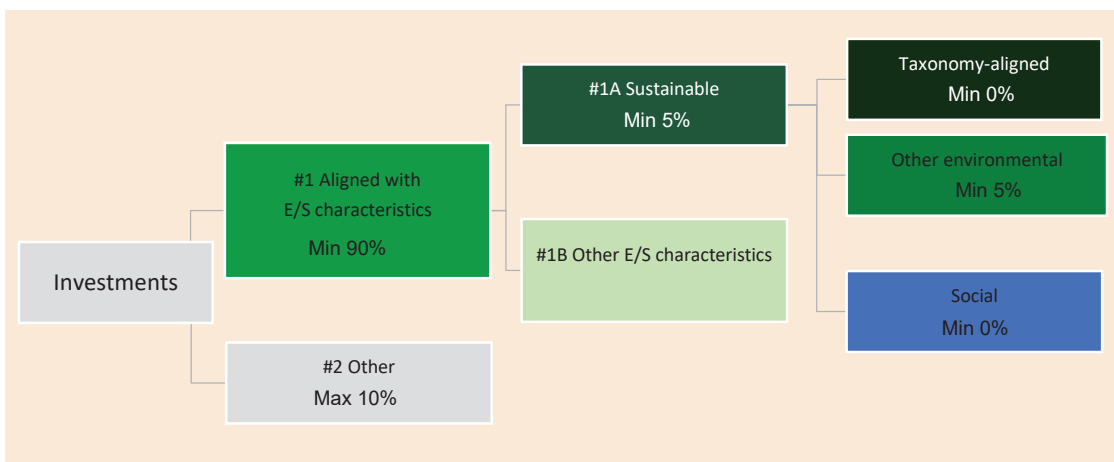 Investments
#1 Aligned with
E/S characteristics
Min 90%
#2 Other
Max 10%
#1A Sustainable
Min 5%
#1B Other E/S characteristics
Taxonomy-aligned
Min 0%
Other environmental
Min 5%
Social
Min 0%